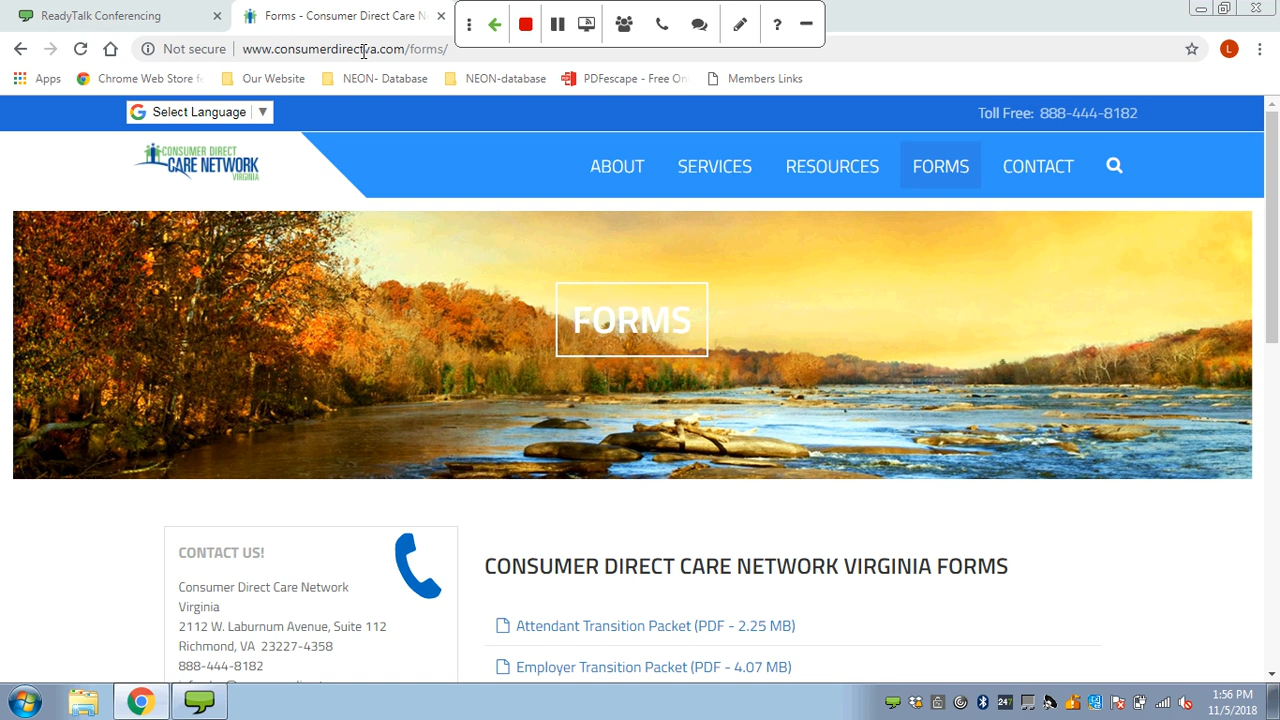 ReadyTalk Conferencing
Forms - Consumer Direct Care N
Not secure
www.consumerdirectva.com/forms/
L
Apps
Chrome Web Store fo
Our Website
NEON- Database
NEON-database
PDFescape - Free On
Members Links
Select Language
Toll Free: 888-444-8182
CONSUMER DIRECT
CARE NETWORK
VIRGINIA
ABOUT SERVICES RESOURCES FORMS CONTACT
FORMS
CONTACT US!
Consumer Direct Care Network
Virginia
2112 W. Laburnum Avenue, Suite 112
Richmond, VA 23227-4358
888-444-8182
CONSUMER DIRECT CARE NETWORK VIRGINIA FORMS
Attendant Transition Packet (PDF - 2.25 MB)
Employer Transition Packet (PDF - 4.07 MB)
247
1:56 PM
11/5/2018